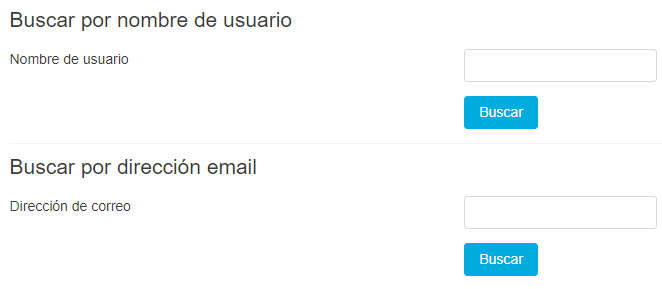 Buscar por nombre de usuario
Nombre de usuario
Buscar
Buscar por dirección email
Dirección de correo
Buscar